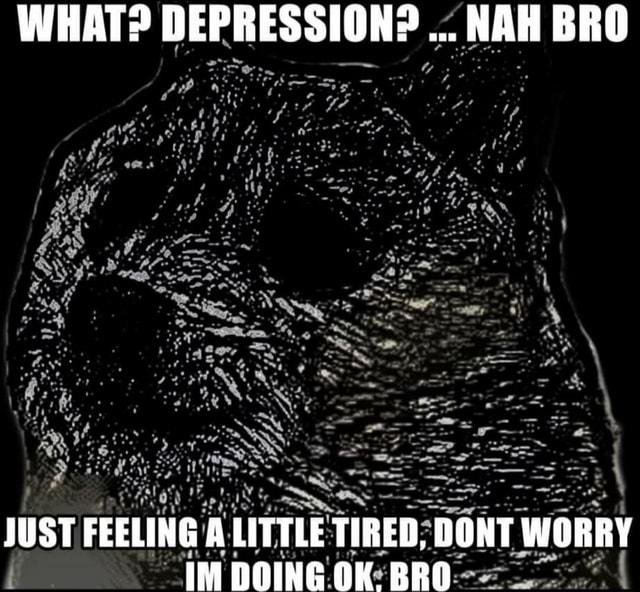 WHAT? DEPRESSION? ... NAH BRO
JUST FEELING A LITTLE TIRED, DONT WORRY
IM DOING OK, BRO